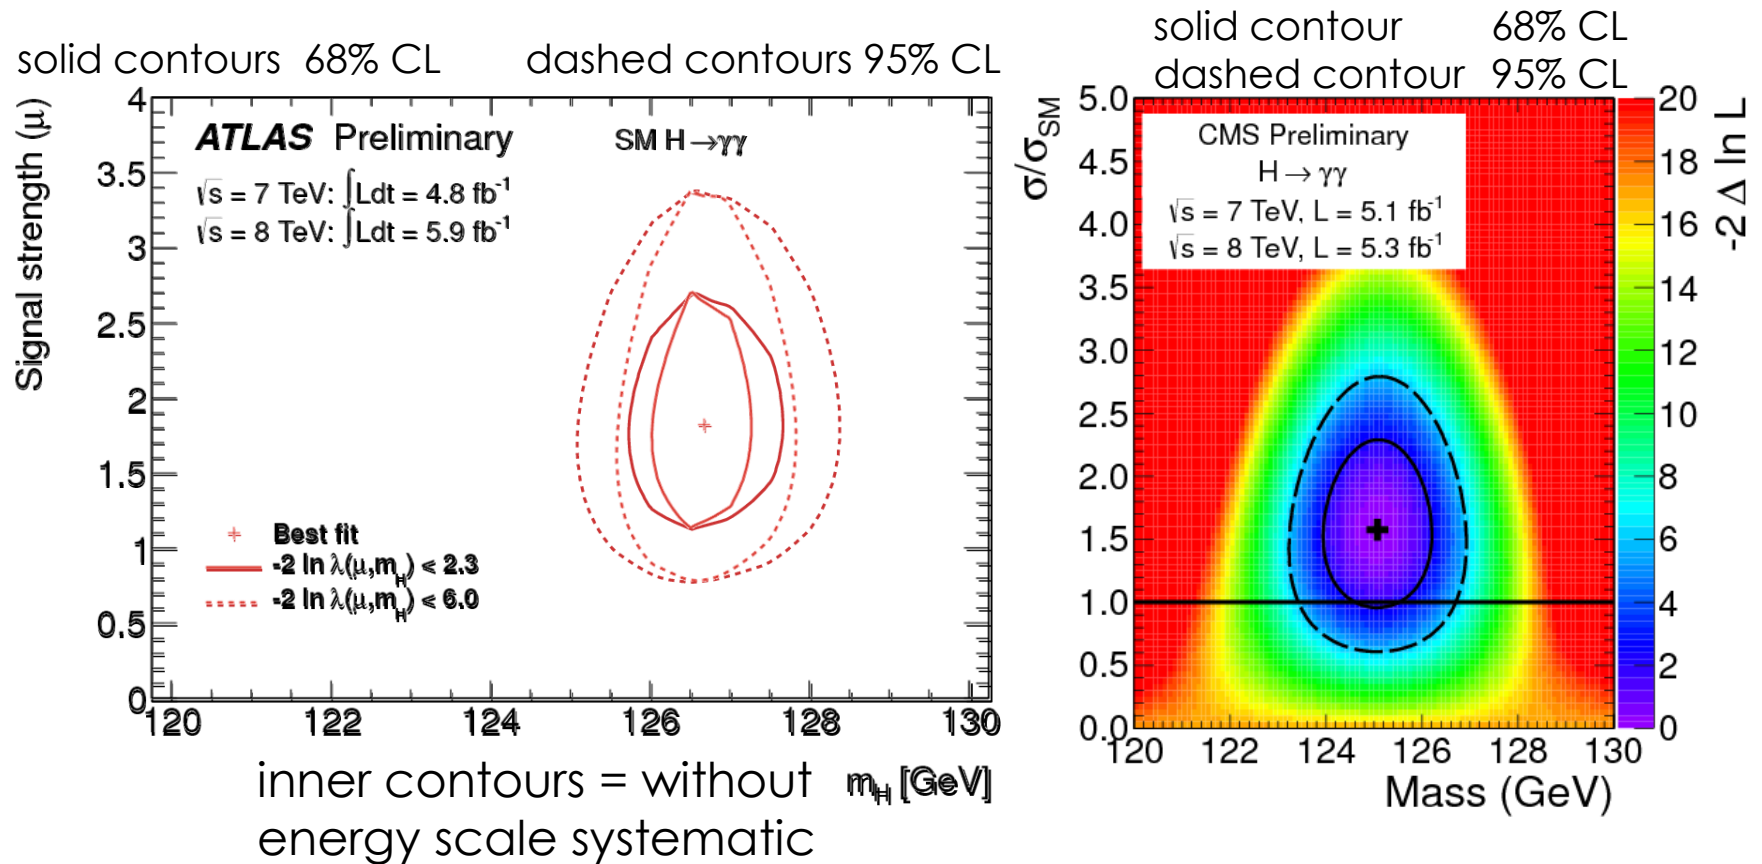 solid contours 68% CL dashed contours 95% CL
Signal strength (μ)
4
3.5
3
2.5
2
1.5
1
0.5
0
ATLAS Preliminary
SM H→γγ
√s = 7 TeV: ∫Ldt = 4.8 fb⁻¹
√s = 8 TeV: ∫Ldt = 5.9 fb⁻¹
Best fit
-2 ln λ(μ,m_H) < 2.3
-2 ln λ(μ,m_H) < 6.0
120 122 124 126 128 130
m_H [GeV]
inner contours = without
energy scale systematic
solid contour 68% CL
dashed contour 95% CL
σ/σ_SM
5.0
4.5
4.0
3.5
3.0
2.5
2.0
1.5
1.0
0.5
0.0
CMS Preliminary
H → γγ
√s = 7 TeV, L = 5.1 fb⁻¹
√s = 8 TeV, L = 5.3 fb⁻¹
120 122 124 126 128 130
Mass (GeV)
20
18
16
14
12
10
8
6
4
2
0
-2 Δ ln L